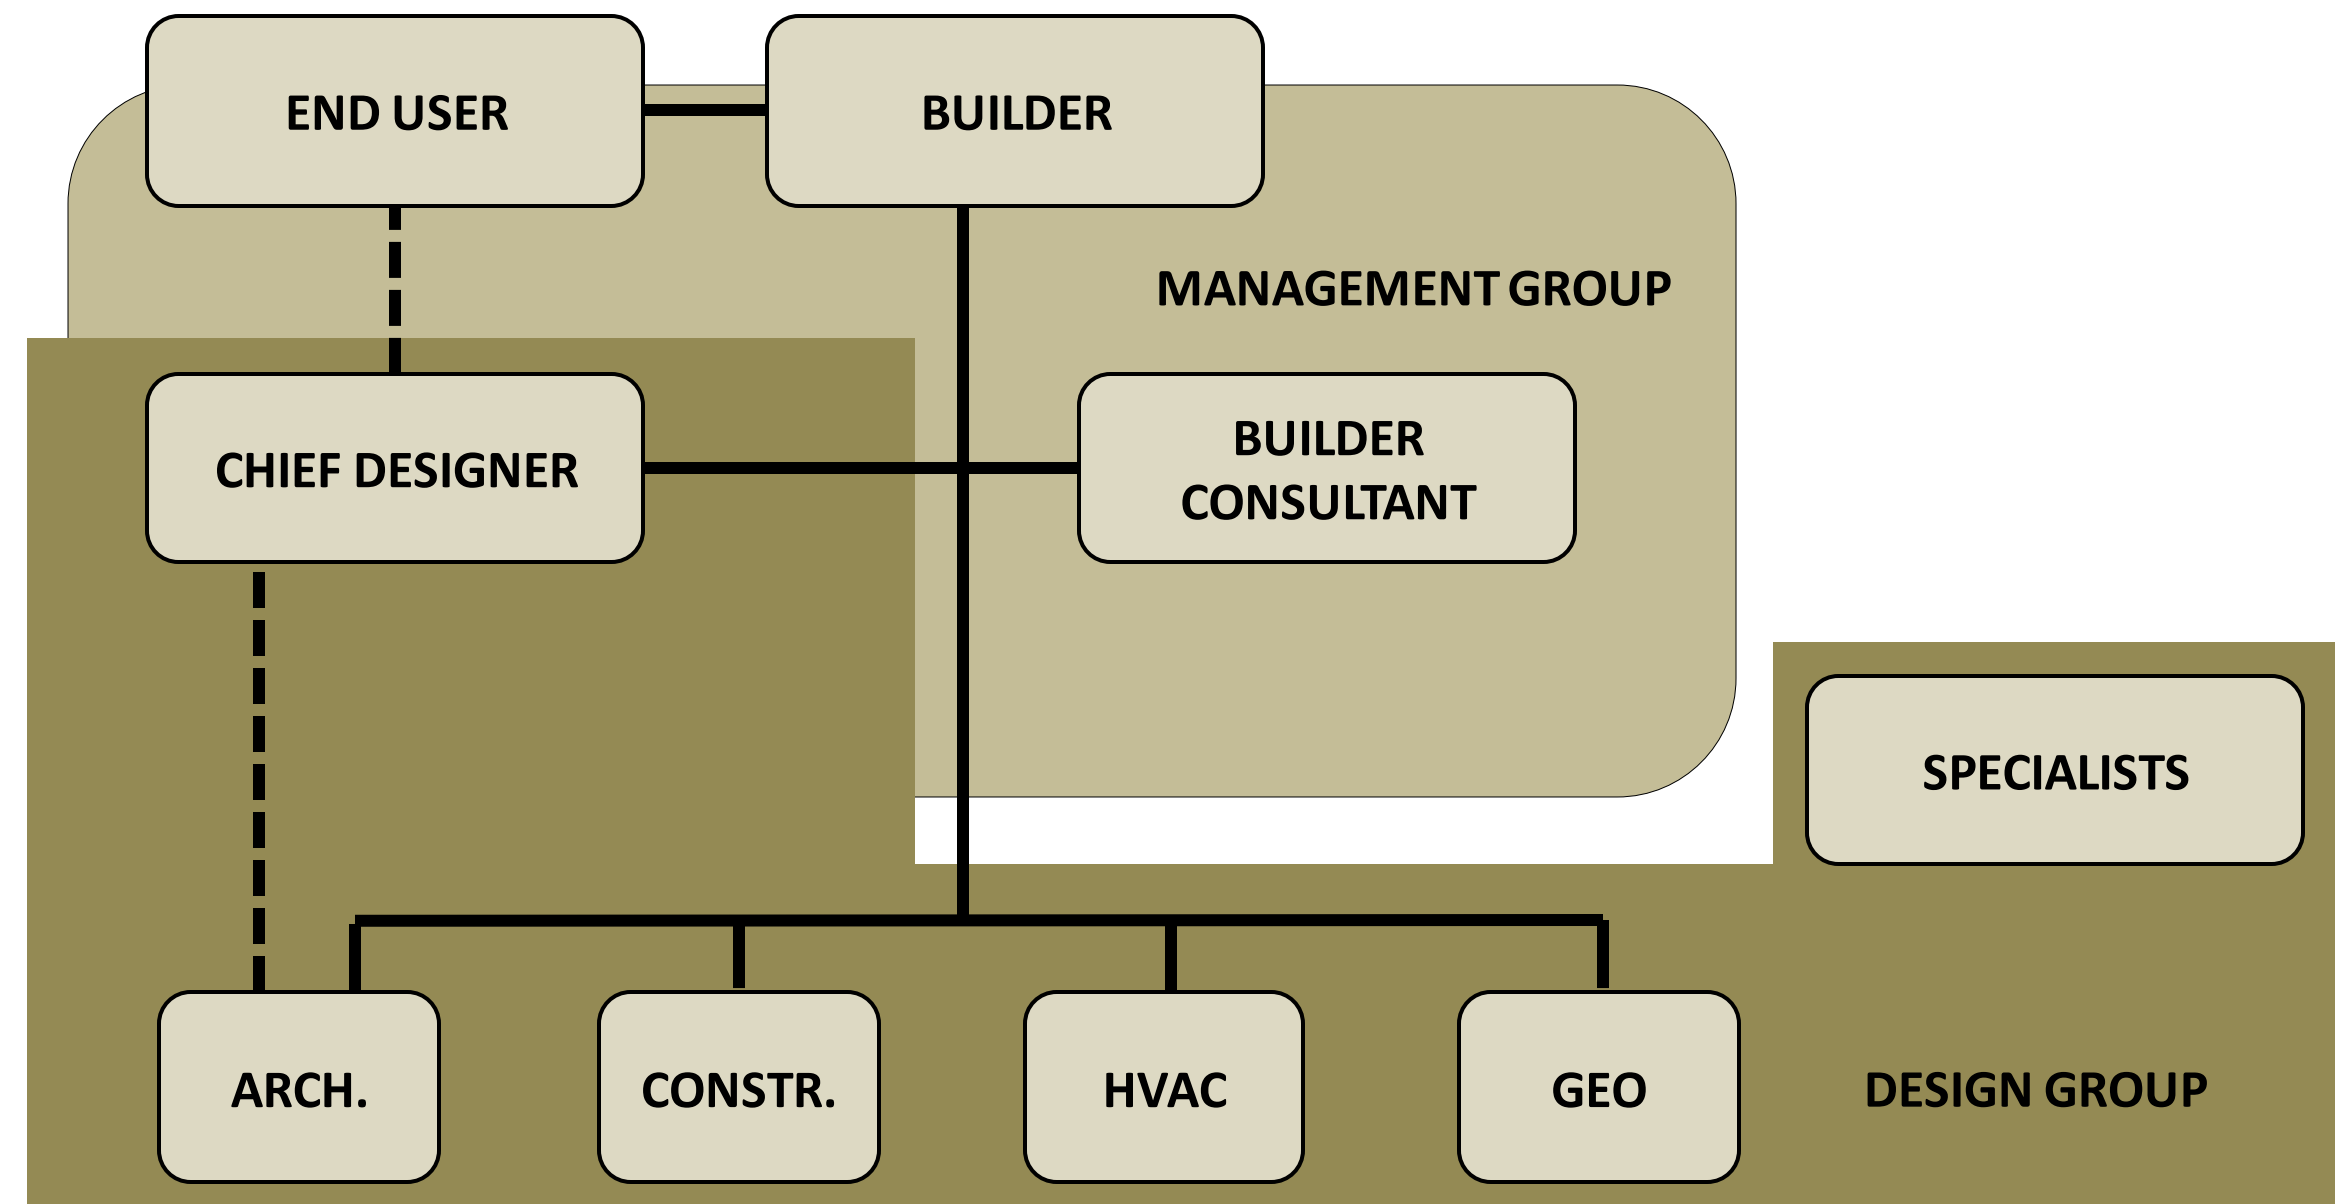 END USER
BUILDER
MANAGEMENT GROUP
CHIEF DESIGNER
BUILDER
CONSULTANT
SPECIALISTS
ARCH.
CONSTR.
HVAC
GEO
DESIGN GROUP